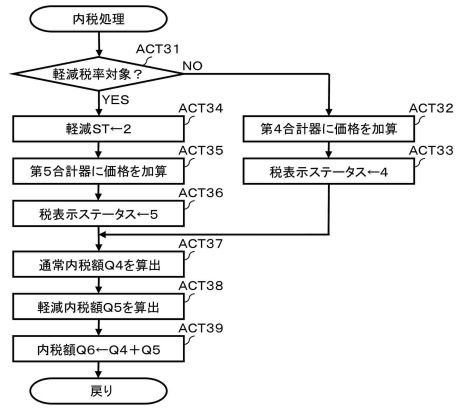 内税処理
ACT31
軽減税率対象？
NO
YES
ACT34
軽減ST←2
ACT32
第4合計器に価格を加算
ACT35
第5合計器に価格を加算
ACT33
税表示ステータス←4
ACT36
税表示ステータス←5
ACT37
通常内税額Q4を算出
ACT38
軽減内税額Q5を算出
ACT39
内税額Q6←Q4＋Q5
戻り